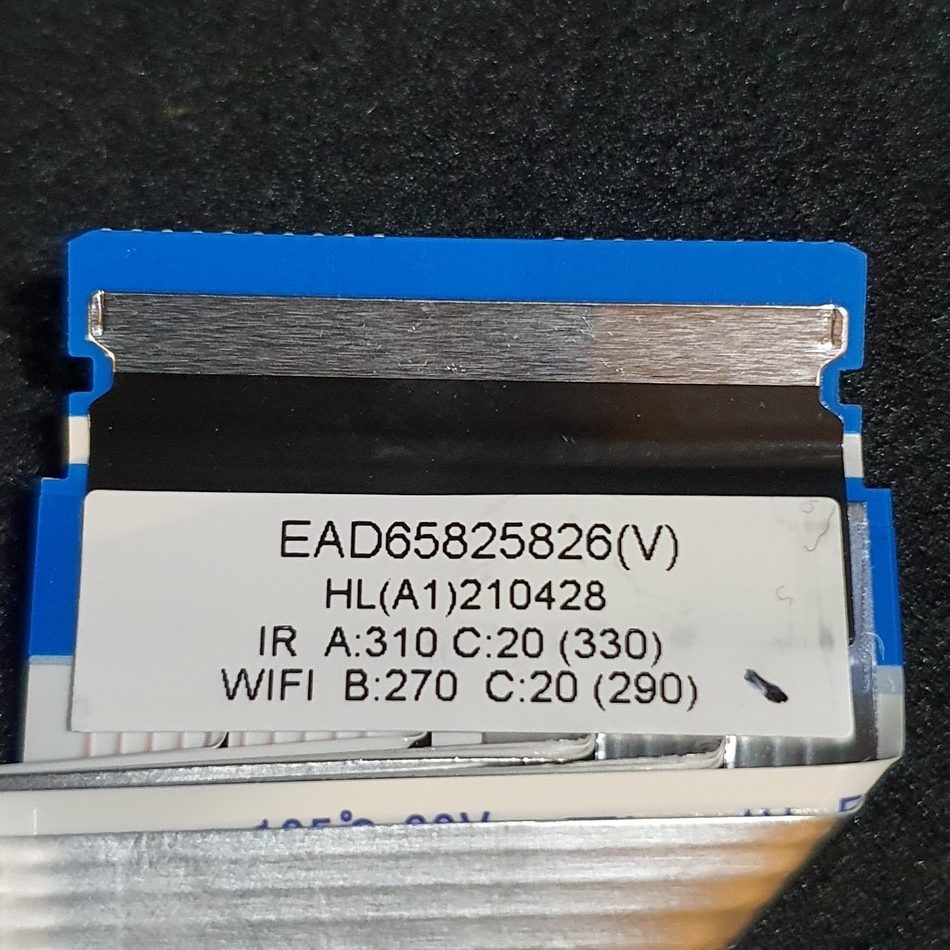 EAD65825826(V)
HL(A1)210428
IR A:310 C:20 (330)
WIFI B:270 C:20 (290)